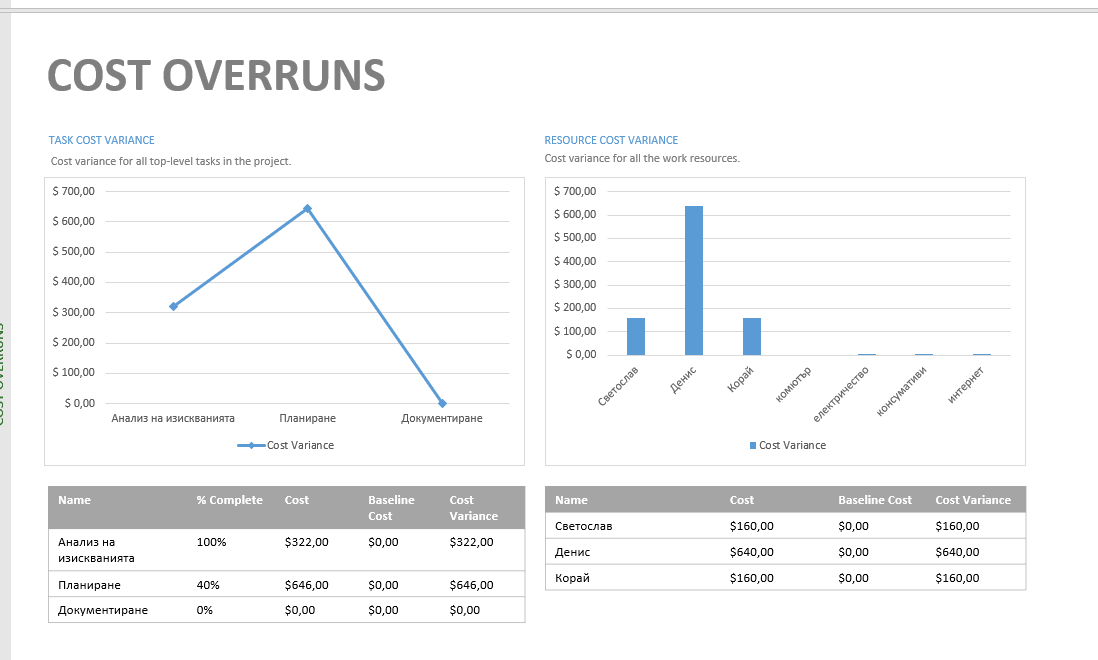 COST OVERRUNS
TASK COST VARIANCE
Cost variance for all top-level tasks in the project.
$ 700,00
$ 600,00
$ 500,00
$ 400,00
$ 300,00
$ 200,00
$ 100,00
$ 0,00
Анализ на изискванията Планиране Документиране
Cost Variance
RESOURCE COST VARIANCE
Cost variance for all the work resources.
$ 700,00
$ 600,00
$ 500,00
$ 400,00
$ 300,00
$ 200,00
$ 100,00
$ 0,00
Светослав Денис Корай комютър електричество консумативи интернет
Cost Variance
Name % Complete Cost Baseline Cost
Cost Variance
Анализ на 100% $322,00 $0,00 $322,00
изискванията
Планиране 40% $646,00 $0,00 $646,00
Документиране 0% $0,00 $0,00 $0,00
Name Cost Baseline Cost Cost Variance
Светослав $160,00 $0,00 $160,00
Денис $640,00 $0,00 $640,00
Корай $160,00 $0,00 $160,00